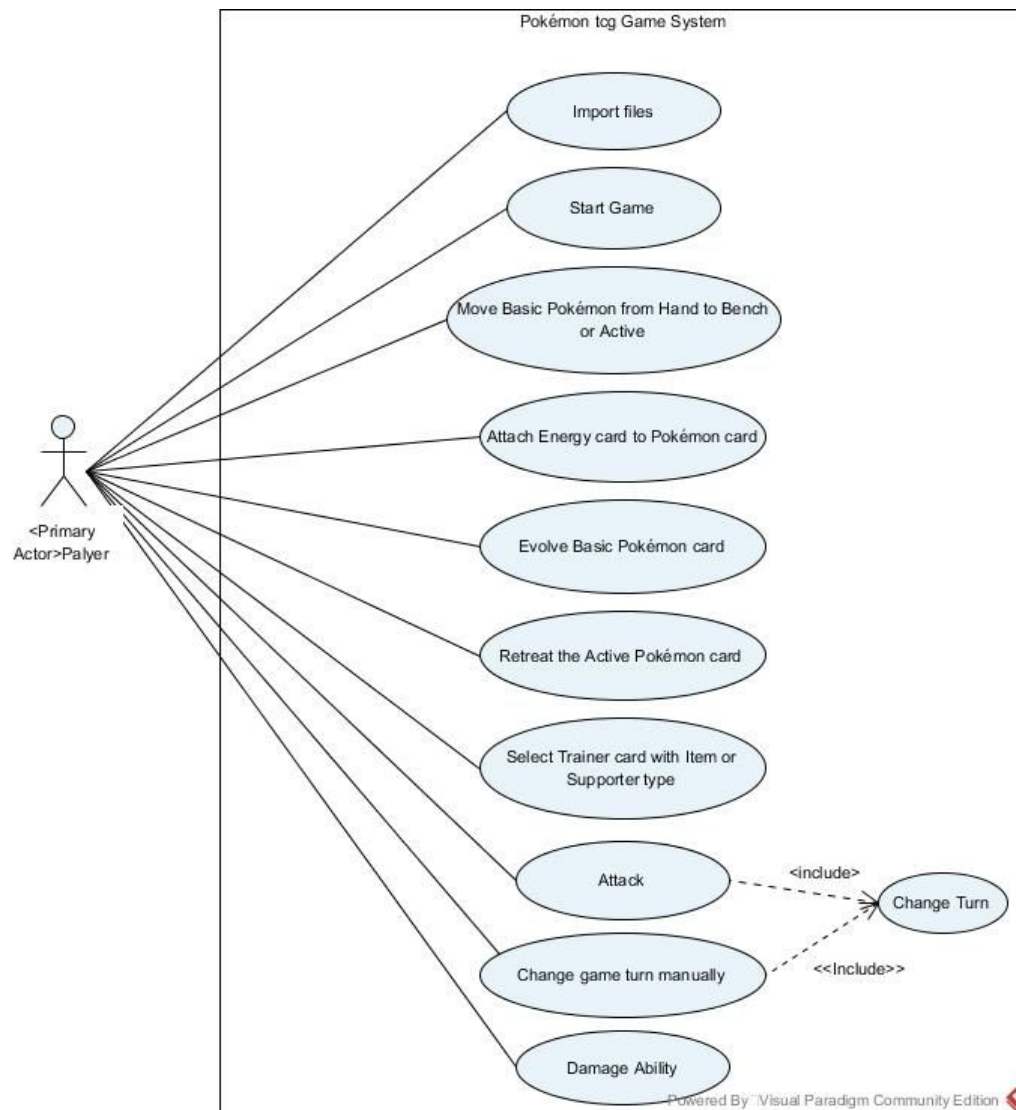 Pokémon tcg Game System
Import files
Start Game
Move Basic Pokémon from Hand to Bench
or Active
Attach Energy card to Pokémon card
<Primary
Actor>Palyer
Evolve Basic Pokémon card
Retreat the Active Pokémon card
Select Trainer card with Item or
Supporter type
Attack
<include>
Change Turn
Change game turn manually
<<Include>>
Damage Ability
Powered By Visual Paradigm Community Edition